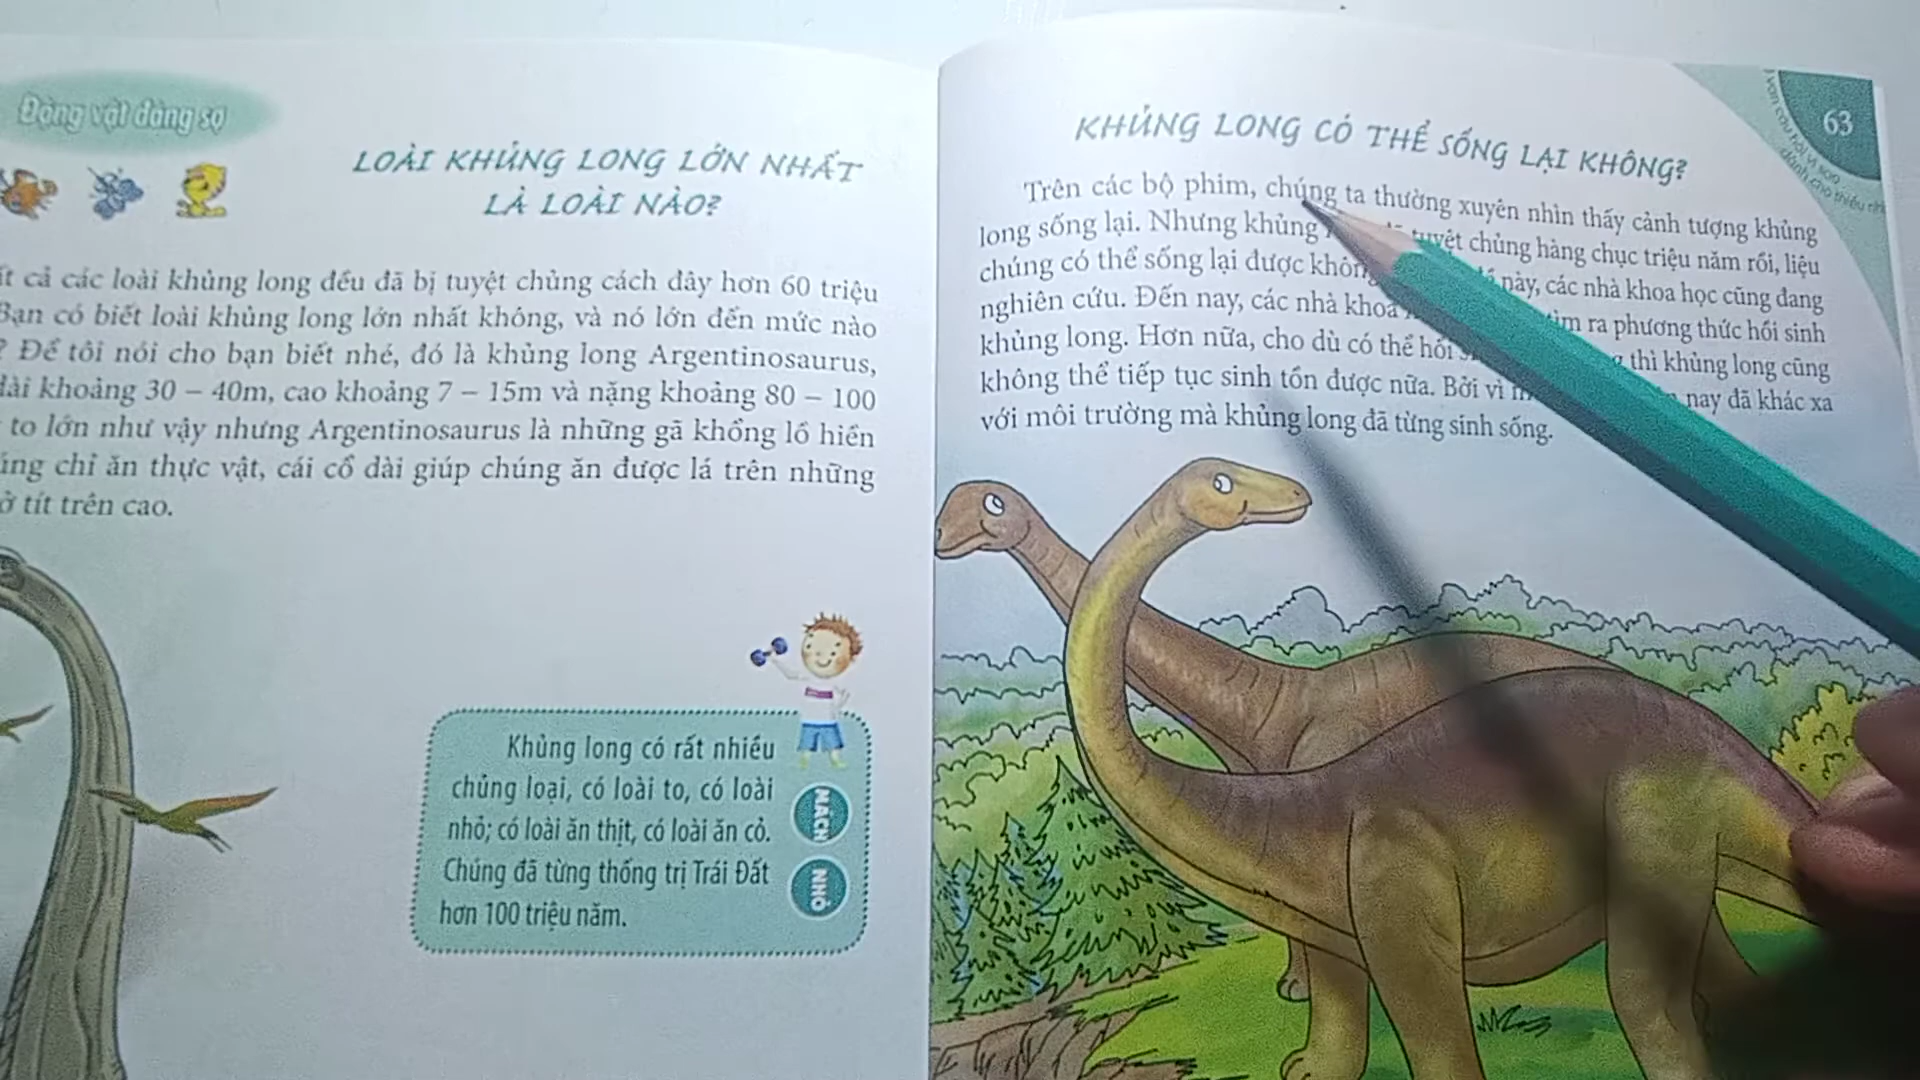 Động vật đáng sợ
LOÀI KHỦNG LONG LỚN NHẤT
LÀ LOÀI NÀO?
cả các loài khủng long đều đã bị tuyệt chủng cách đây hơn 60 triệu
Bạn có biết loài khủng long lớn nhất không, và nó lớn đến mức nào
? Để tôi nói cho bạn biết nhé, đó là khủng long Argentinosaurus,
dài khoảng 30 – 40m, cao khoảng 7 – 15m và nặng khoảng 80 – 100
to lớn như vậy nhưng Argentinosaurus là những gã khổng lồ hiền
chỉ ăn thực vật, cái cổ dài giúp chúng ăn được lá trên những
ở tít trên cao.
Khủng long có rất nhiều
chủng loại, có loài to, có loài
nhỏ; có loài ăn thịt, có loài ăn cỏ.
Chúng đã từng thống trị Trái Đất
hơn 100 triệu năm.
MÁCH
NHỎ
63
Vạn câu hỏi vì sao
dành cho thiếu nhi
KHỦNG LONG CÓ THỂ SỐNG LẠI KHÔNG?
Trên các bộ phim, chúng ta thường xuyên nhìn thấy cảnh tượng khủng
long sống lại. Nhưng khủng tuyệt chủng hàng chục triệu năm rồi, liệu
chúng có thể sống lại được này, các nhà khoa học cũng đang
nghiên cứu. Đến nay, các nhà khoa tìm ra phương thức hồi sinh
khủng long. Hơn nữa, cho dù có thể hồi thì khủng long cũng
không thể tiếp tục sinh tồn được nữa. Bởi vì nay đã khác xa
với môi trường mà khủng long đã từng sinh sống.